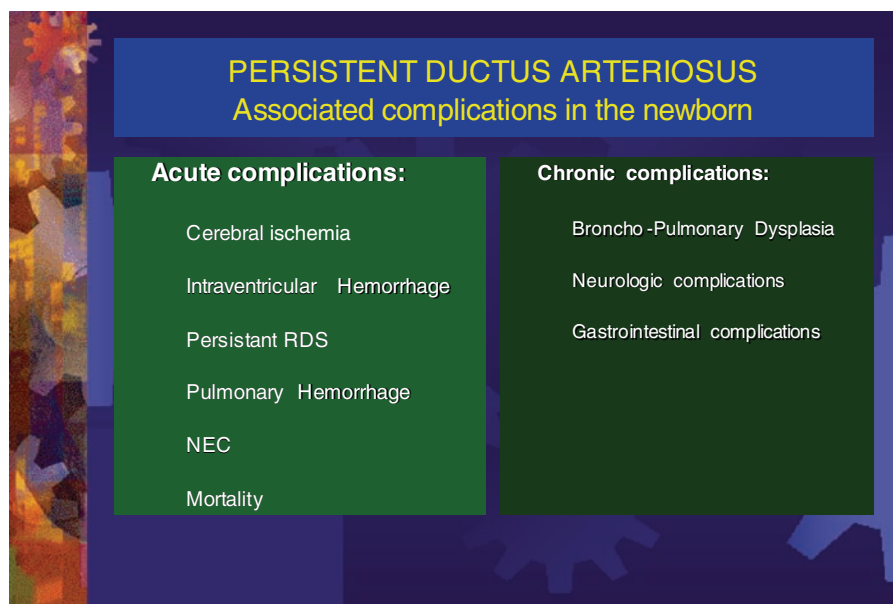 PERSISTENT DUCTUS ARTERIOSUS
Associated complications in the newborn
Acute complications:
Cerebral ischemia
Intraventricular Hemorrhage
Persistant RDS
Pulmonary Hemorrhage
NEC
Mortality
Chronic complications:
Broncho-Pulmonary Dysplasia
Neurologic complications
Gastrointestinal complications